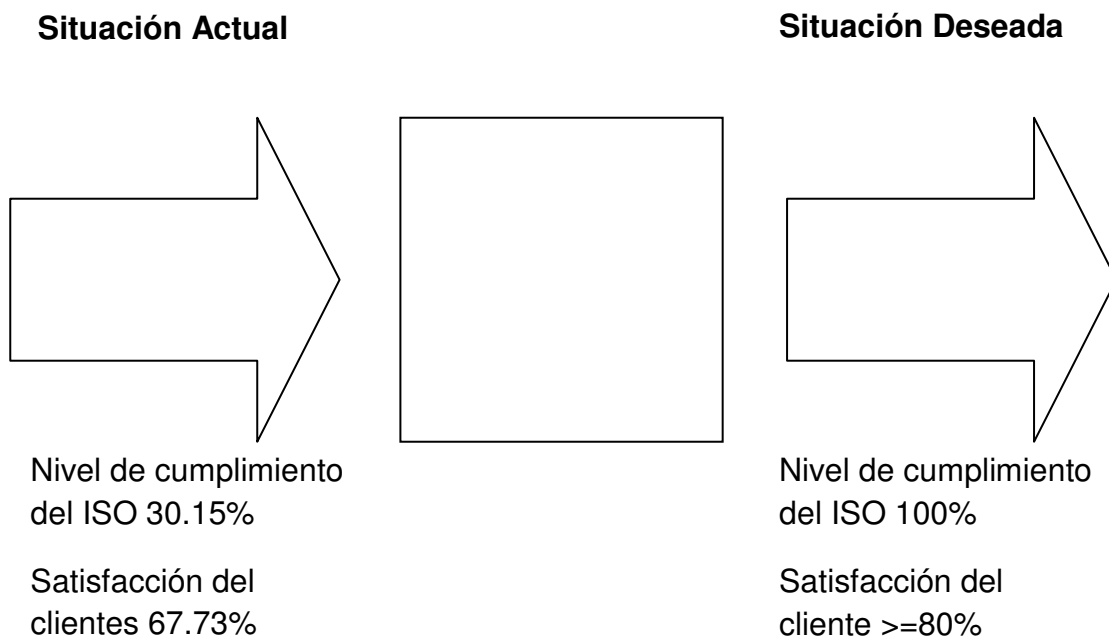 Situación Actual
Situación Deseada
Nivel de cumplimiento
del ISO 30.15%
Satisfacción del
clientes 67.73%
Nivel de cumplimiento
del ISO 100%
Satisfacción del
cliente >=80%